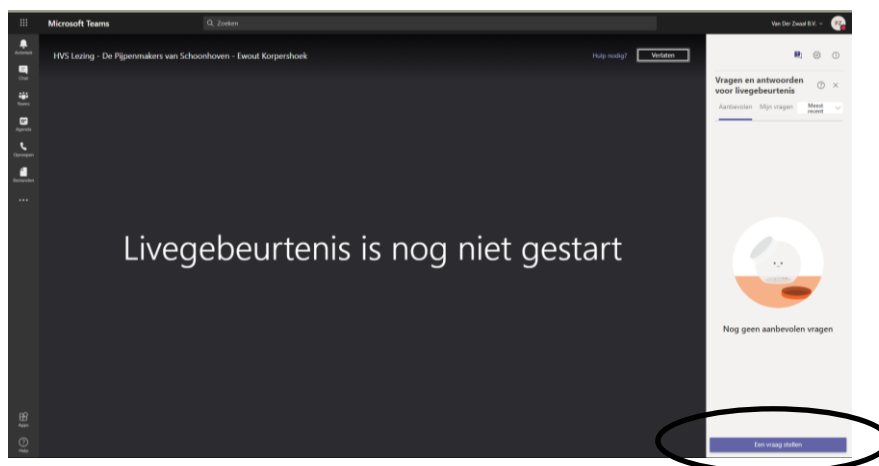 Microsoft Teams
Zoeken
Van Der Zwaal B.V.
Activiteit
HVS Lezing - De Pijpenmakers van Schoonhoven - Ewout Korpershoek
Hulp nodig?
Verlaten
Chat
Teams
Agenda
Oproepen
Bestanden
Vragen en antwoorden
voor livegebeurtenis
Aanbevolen
Mijn vragen
Meest
recent
Livegebeurtenis is nog niet gestart
Nog geen aanbevolen vragen
Apps
Help
Een vraag stellen